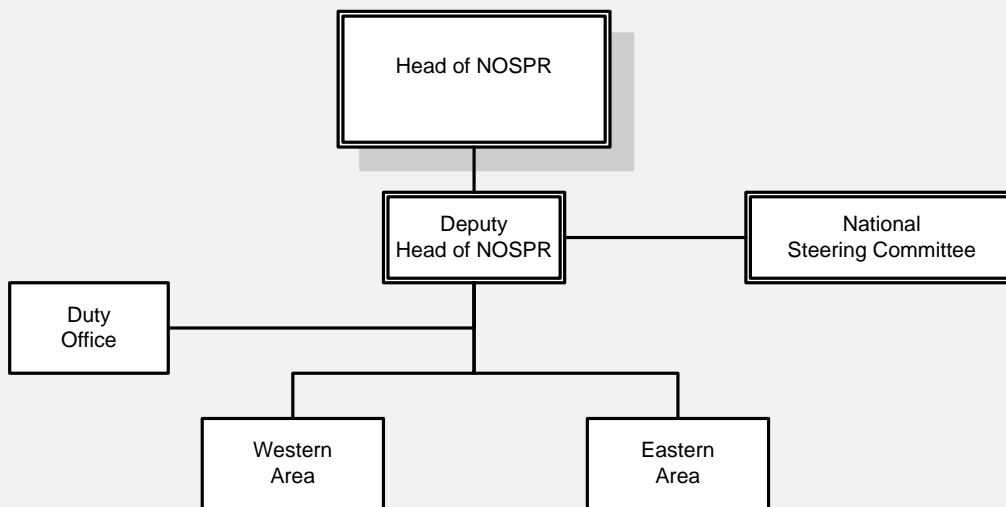 Head of NOSPR
Deputy
Head of NOSPR
National
Steering Committee
Duty
Office
Western
Area
Eastern
Area